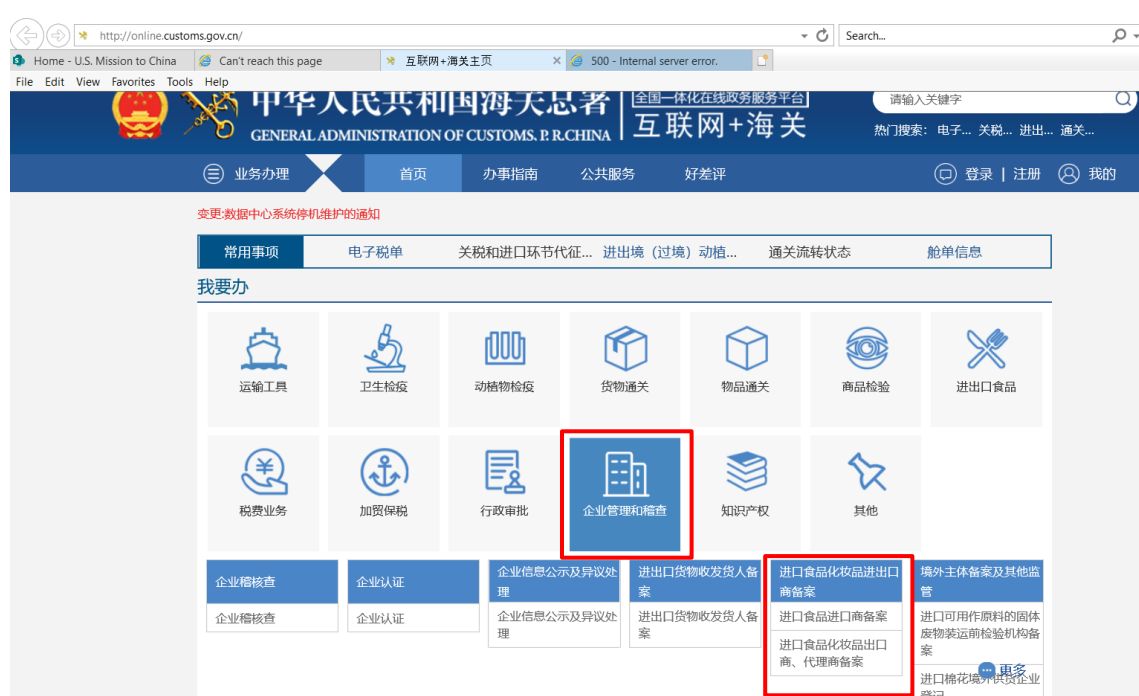 http://online.customs.gov.cn/
Search...
Home - U.S. Mission to China
Can't reach this page
互联网+海关主页
500 - Internal server error.
File Edit View Favorites Tools Help
中华人民共和国海关总署
GENERAL ADMINISTRATION OF CUSTOMS. P. R.CHINA
全国一体化在线政务服务平台
互联网+海关
请输入关键字
热门搜索: 电子... 关税... 进出... 通关...
业务办理
首页
办事指南
公共服务
好差评
登录 | 注册
我的
变更:数据中心系统停机维护的通知
常用事项
电子税单
关税和进口环节代征...
进出境（过境）动植...
通关流转状态
舱单信息
我要办
运输工具
卫生检疫
动植物检疫
货物通关
物品通关
商品检验
进出口食品
税费业务
加贸保税
行政审批
企业管理和稽查
知识产权
其他
企业稽核查
企业稽核查
企业认证
企业认证
企业信息公示及异议处
理
企业信息公示及异议处
理
进出口货物收发货人备
案
进出口货物收发货人备
案
进口食品化妆品进出口
商备案
进口食品进口商备案
进口食品化妆品出口
商、代理商备案
境外主体备案及其他监
管
进口可用作原料的固体
废物装运前检验机构备
案
进口棉花境外供货企业
登记
更多